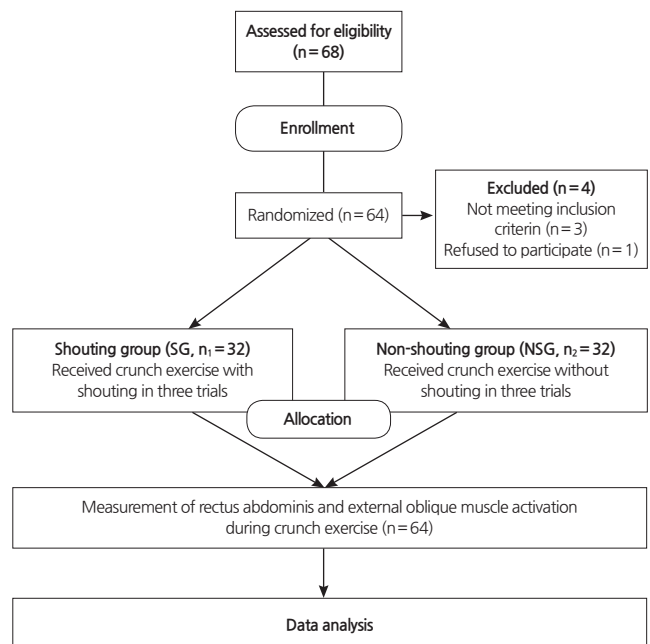 Assessed for eligibility
(n=68)
Enrollment
Randomized (n=64)
Excluded (n=4)
Not meeting inclusion
criterin (n=3)
Refused to participate (n=1)
Shouting group (SG, n₁=32)
Received crunch exercise with
shouting in three trials
Non-shouting group (NSG, n₂=32)
Received crunch exercise without
shouting in three trials
Allocation
Measurement of rectus abdominis and external oblique muscle activation
during crunch exercise (n=64)
Data analysis